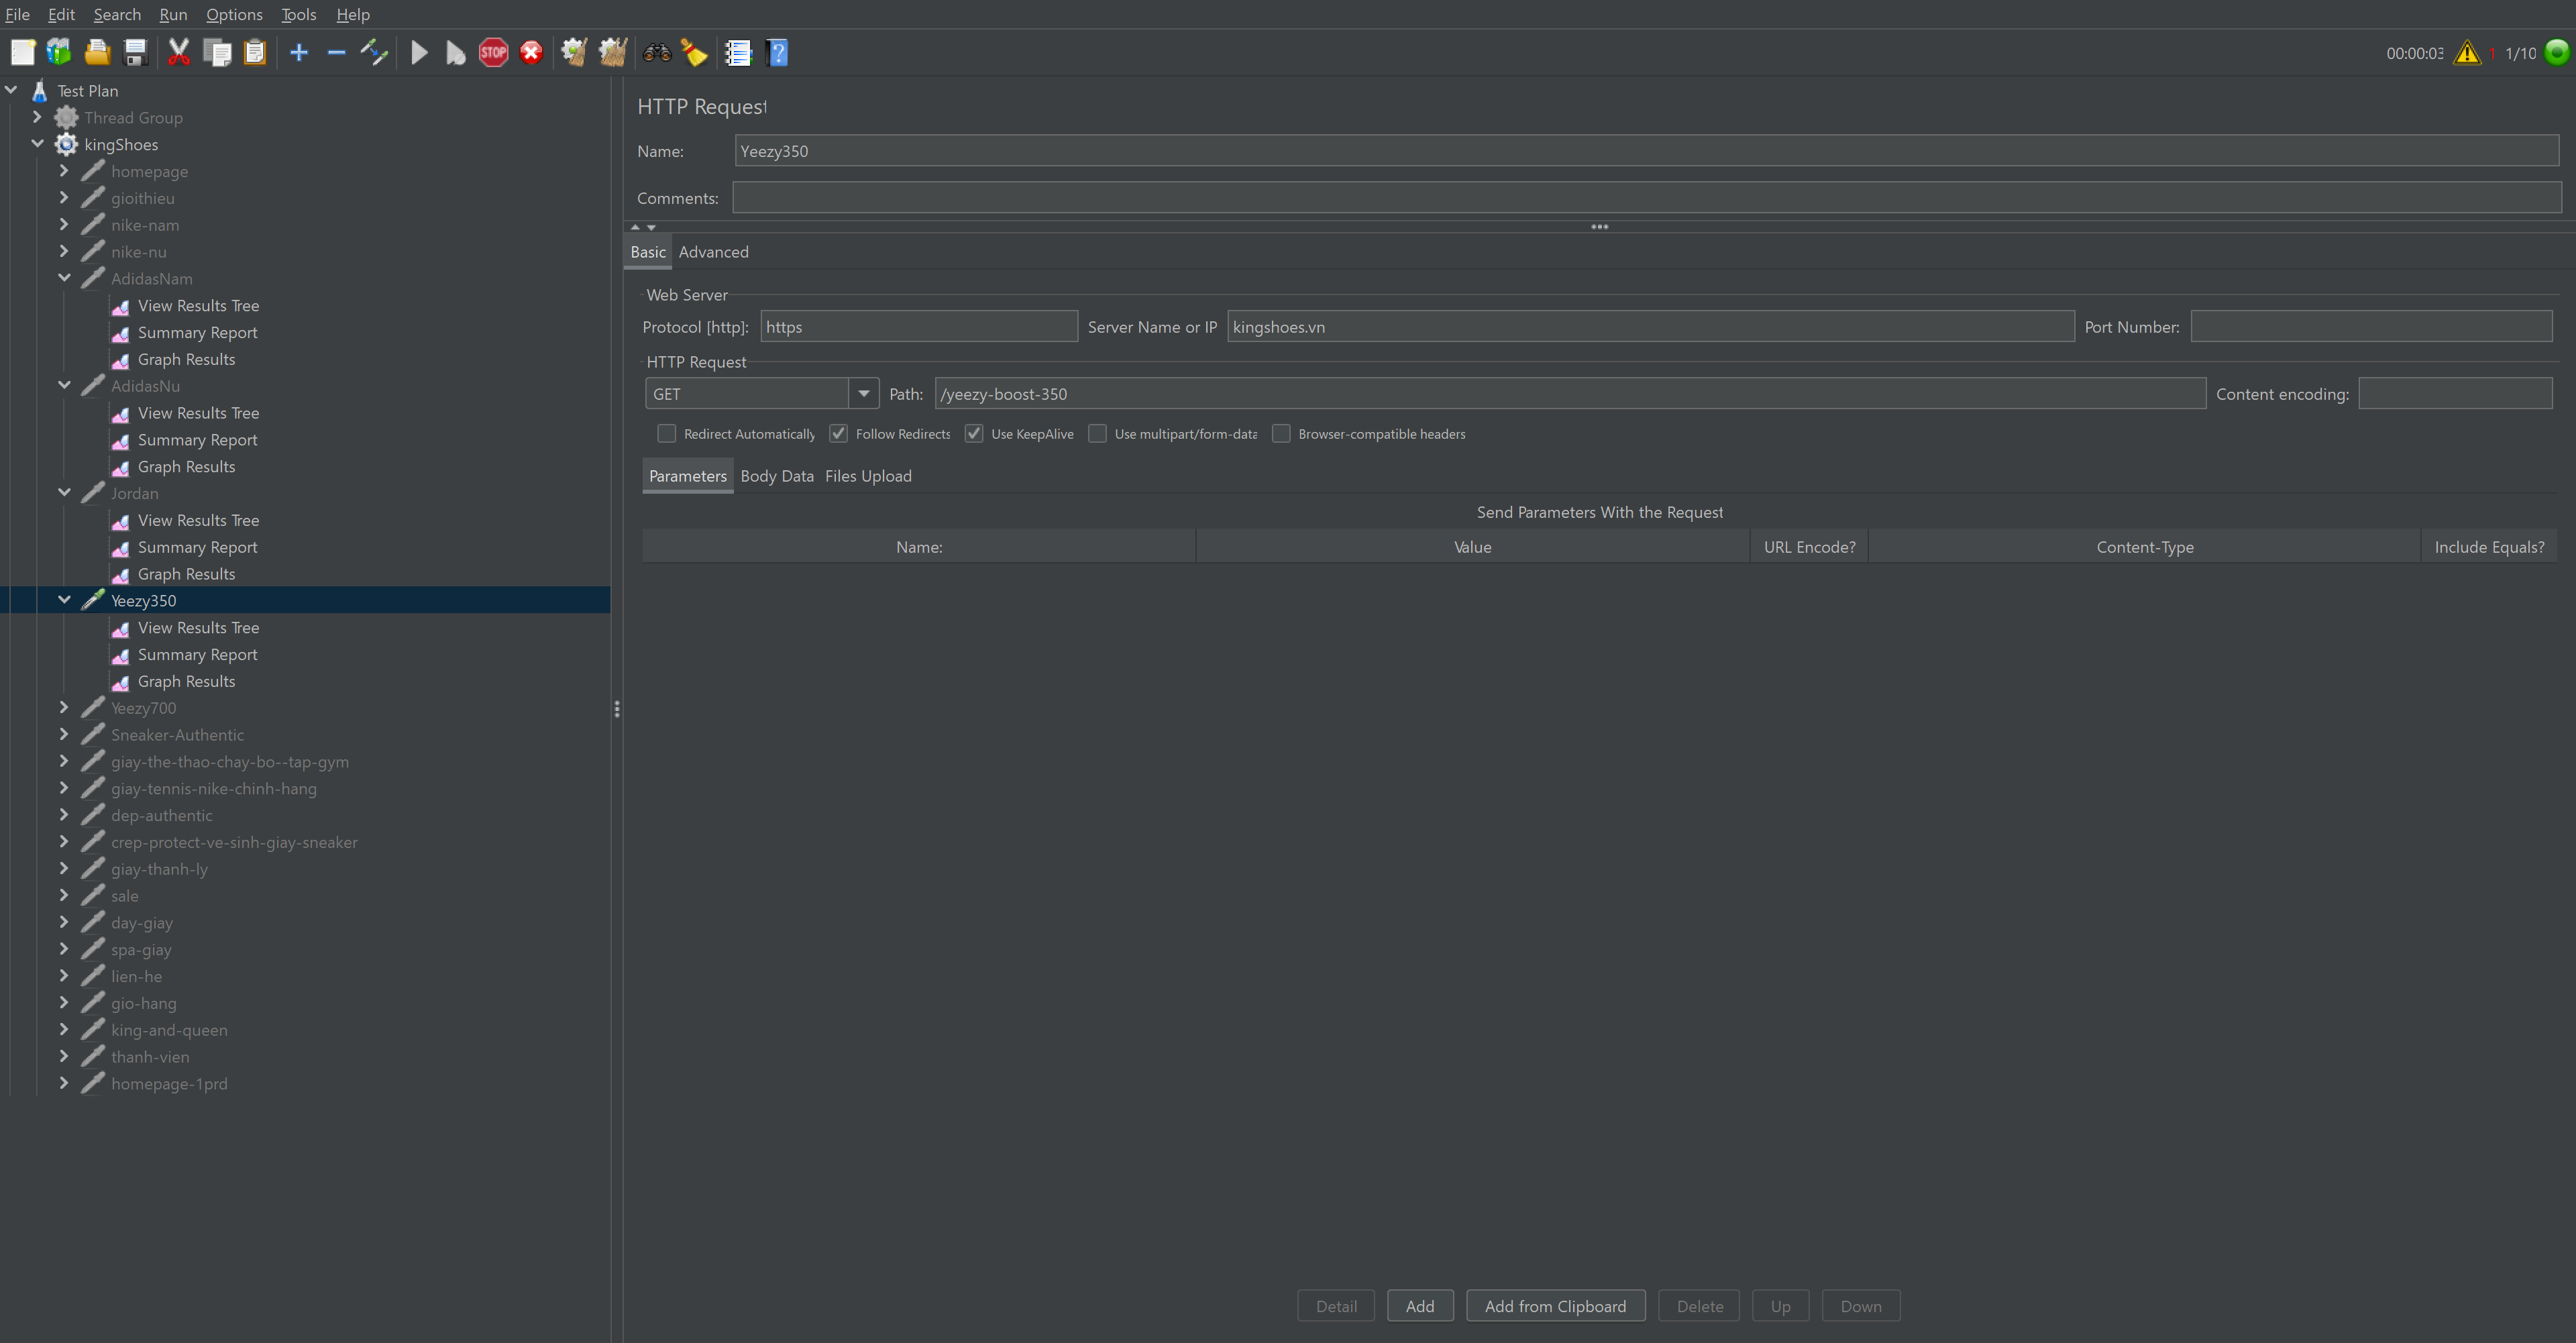 File Edit Search Run Options Tools Help
STOP
00:00:03 1 1/10
Test Plan
Thread Group
kingShoes
homepage
gioithieu
nike-nam
nike-nu
AdidasNam
View Results Tree
Summary Report
Graph Results
AdidasNu
View Results Tree
Summary Report
Graph Results
Jordan
View Results Tree
Summary Report
Graph Results
Yeezy350
View Results Tree
Summary Report
Graph Results
Yeezy700
Sneaker-Authentic
giay-the-thao-chay-bo--tap-gym
giay-tennis-nike-chinh-hang
dep-authentic
crep-protect-ve-sinh-giay-sneaker
giay-thanh-ly
sale
day-giay
spa-giay
lien-he
gio-hang
king-and-queen
thanh-vien
homepage-1prd
HTTP Request
Name: Yeezy350
Comments:
Basic Advanced
Web Server
Protocol [http]: https Server Name or IP kingshoes.vn Port Number:
HTTP Request
GET Path: /yeezy-boost-350 Content encoding:
Redirect Automatically Follow Redirects Use KeepAlive Use multipart/form-data Browser-compatible headers
Parameters Body Data Files Upload
Send Parameters With the Request
Name: Value URL Encode? Content-Type Include Equals?
Detail Add Add from Clipboard Delete Up Down